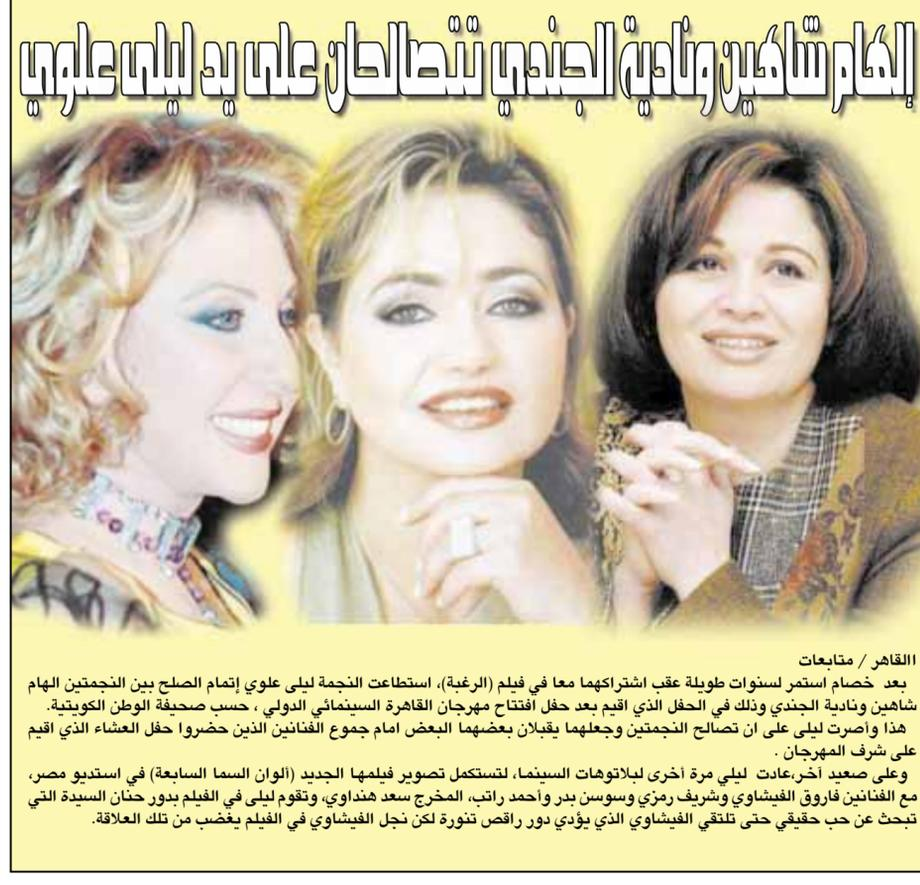 إلهام شاهين ونادية الجندي تتصالحان على يد ليلى علوي
االقاهر / متابعات
بعد خصام استمر لسنوات طويلة عقب اشتراكهما معا في فيلم (الرغبة)، استطاعت النجمة ليلى علوي إتمام الصلح بين النجمتين الهام
شاهين ونادية الجندي وذلك في الحفل الذي اقيم بعد حفل افتتاح مهرجان القاهرة السينمائي الدولي ، حسب صحيفة الوطن الكويتية.
هذا وأصرت ليلى على ان تصالح النجمتين وجعلهما يقبلان بعضهما البعض امام جموع الفنانين الذين حضروا حفل العشاء الذي اقيم
على شرف المهرجان .
وعلى صعيد آخر،عادت ليلي مرة أخرى لبلاتوهات السينما، لتستكمل تصوير فيلمها الجديد (ألوان السما السابعة) في استديو مصر،
مع الفنانين فاروق الفيشاوي وشريف رمزي وسوسن بدر وأحمد راتب، المخرج سعد هنداوي، وتقوم ليلى في الفيلم بدور حنان السيدة التي
تبحث عن حب حقيقي حتى تلتقي الفيشاوي الذي يؤدي دور راقص تنورة لكن نجل الفيشاوي في الفيلم يغضب من تلك العلاقة.